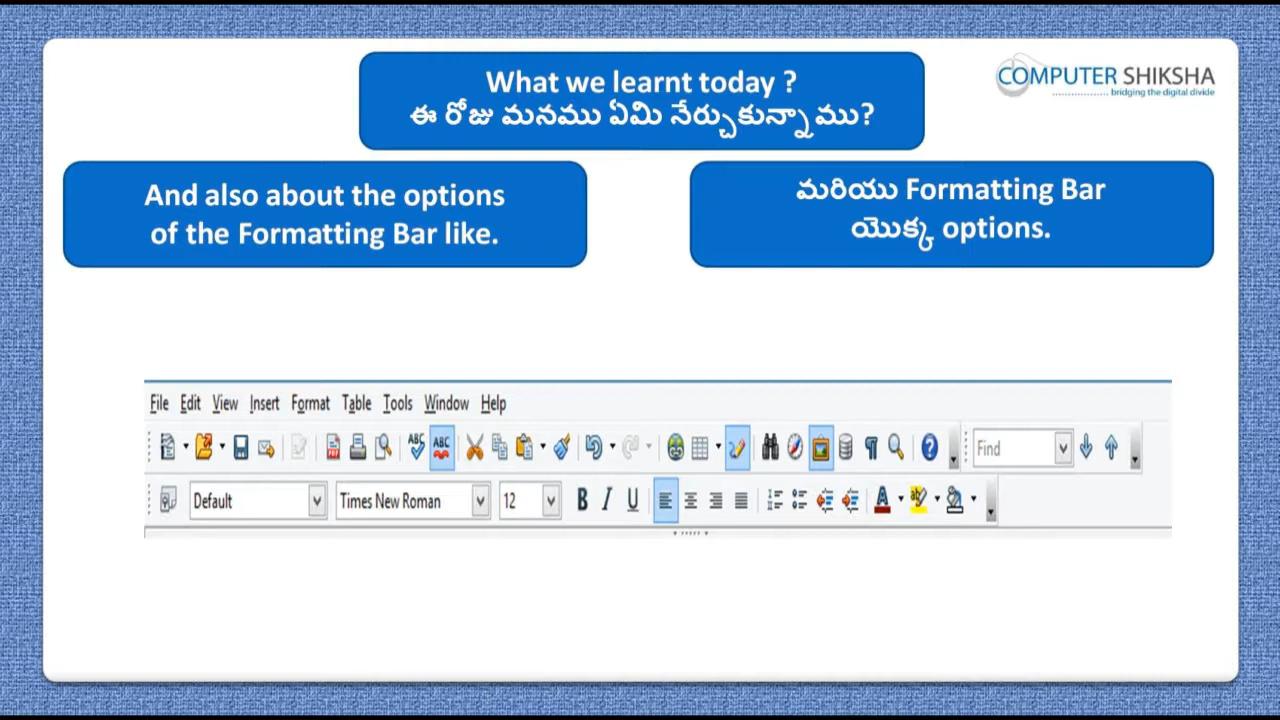 What we learnt today ?
ఈ రోజు మనము ఏమి నేర్చుకున్నాము?
COMPUTER SHIKSHA
bridging the digital divide
And also about the options
of the Formatting Bar like.
మరియు Formatting Bar
యొక్క options.
File Edit View Insert Format Table Tools Window Help
ABC ABC Find
Default Times New Roman 12 B I U A